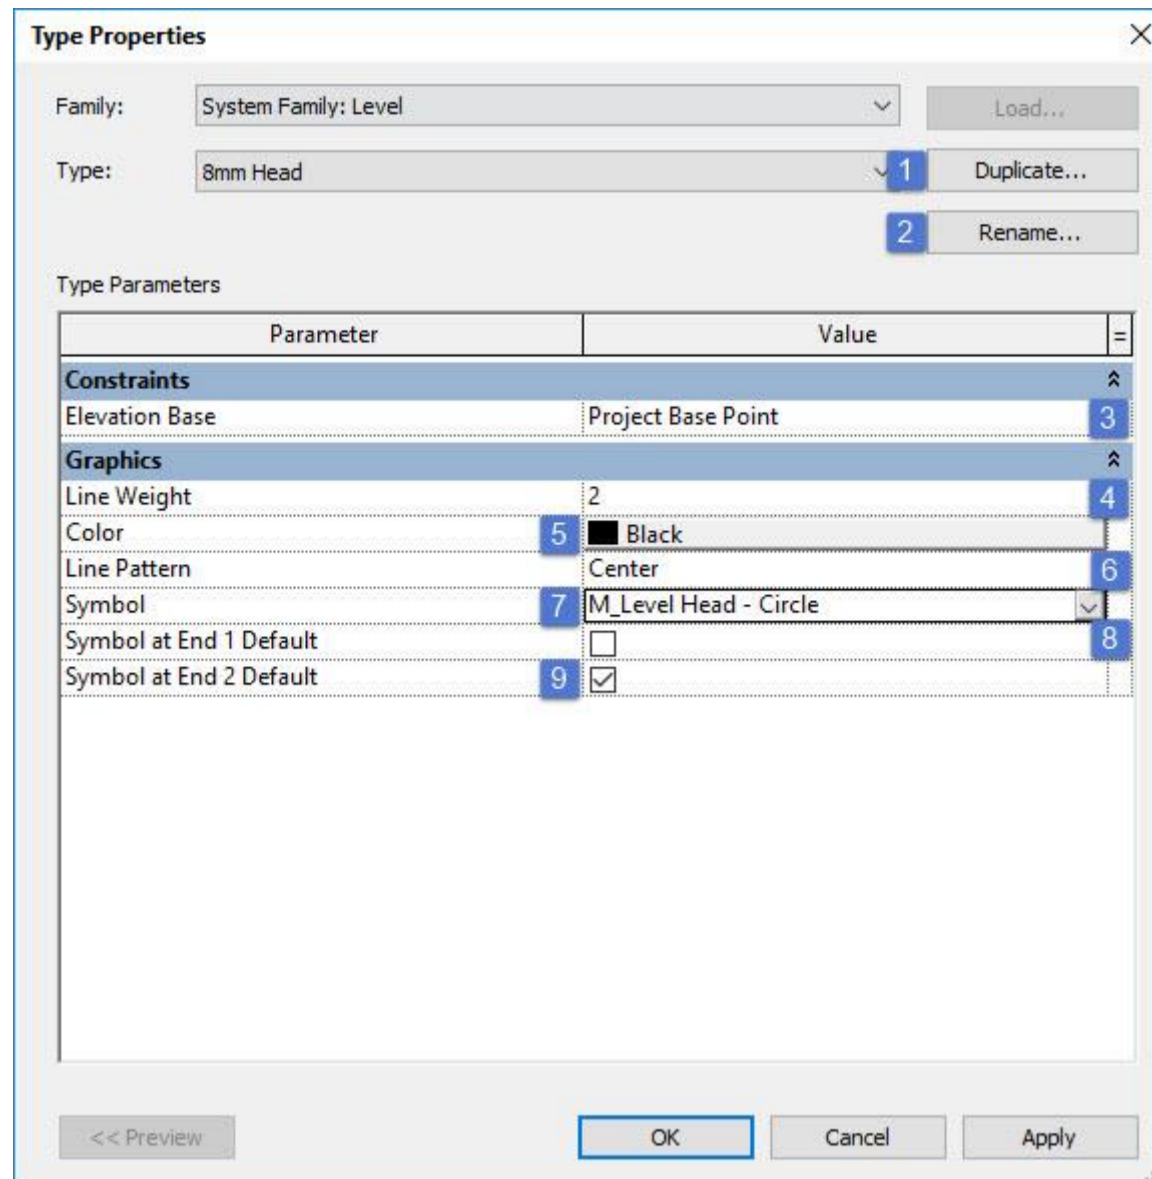 Type Properties
Family: System Family: Level Load...
Type: 8mm Head 1 Duplicate...
2 Rename...
Type Parameters
Parameter Value =
Constraints
Elevation Base Project Base Point 3
Graphics
Line Weight 2 4
Color 5 Black
Line Pattern Center 6
Symbol 7 M_Level Head - Circle
Symbol at End 1 Default 8
Symbol at End 2 Default 9
<< Preview OK Cancel Apply